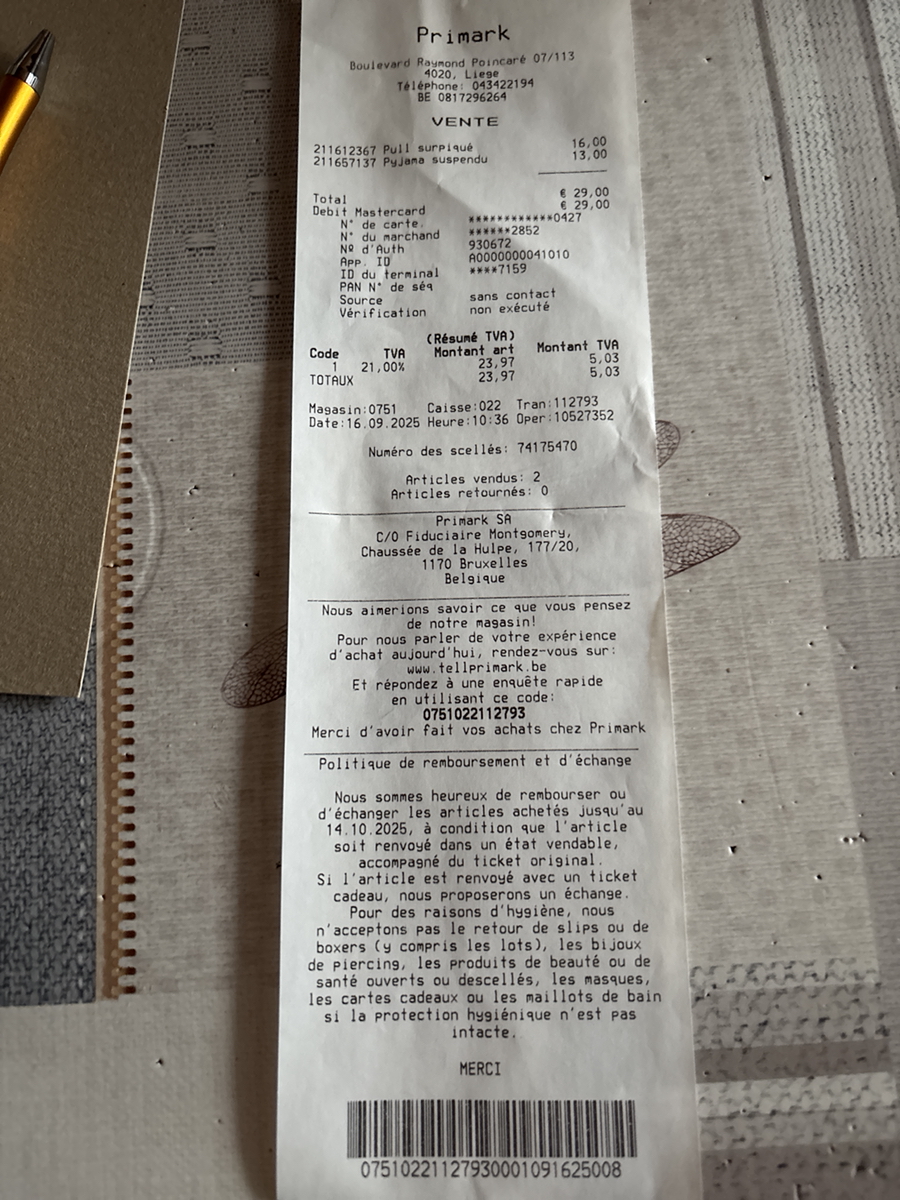 Primark
Boulevard Raymond Poincaré 07/113
4020, Liege
Téléphone: 043422194
BE 0817296264
VENTE
211612367 Pull surpiqué 16,00
211657137 Pyjama suspendu 13,00
Total € 29,00
Debit Mastercard € 29,00
N° de carte. ************0427
N° du marchand ******2852
Nº d'Auth 930672
App. ID A0000000041010
ID du terminal ****7159
PAN N° de séq
Source sans contact
Vérification non exécuté
(Résumé TVA)
Code TVA Montant art Montant TVA
1 21,00% 23,97 5,03
TOTAUX 23,97 5,03
Magasin:0751 Caisse:022 Tran:112793
Date:16.09.2025 Heure:10:36 Oper:10527352
Numéro des scellés: 74175470
Articles vendus: 2
Articles retournés: 0
Primark SA
C/O Fiduciaire Montgomery,
Chaussée de la Hulpe, 177/20,
1170 Bruxelles
Belgique
Nous aimerions savoir ce que vous pensez
de notre magasin!
Pour nous parler de votre expérience
d'achat aujourd'hui, rendez-vous sur:
www.tellprimark.be
Et répondez à une enquête rapide
en utilisant ce code:
0751022112793
Merci d'avoir fait vos achats chez Primark
Politique de remboursement et d'échange
Nous sommes heureux de rembourser ou
d'échanger les articles achetés jusqu'au
14.10.2025, à condition que l'article
soit renvoyé dans un état vendable,
accompagné du ticket original.
Si l'article est renvoyé avec un ticket
cadeau, nous proposerons un échange.
Pour des raisons d'hygiène, nous
n'acceptons pas le retour de slips ou de
boxers (y compris les lots), les bijoux
de piercing, les produits de beauté ou de
santé ouverts ou descellés, les masques,
les cartes cadeaux ou les maillots de bain
si la protection hygiénique n'est pas
intacte.
MERCI
07510221127930001091625008